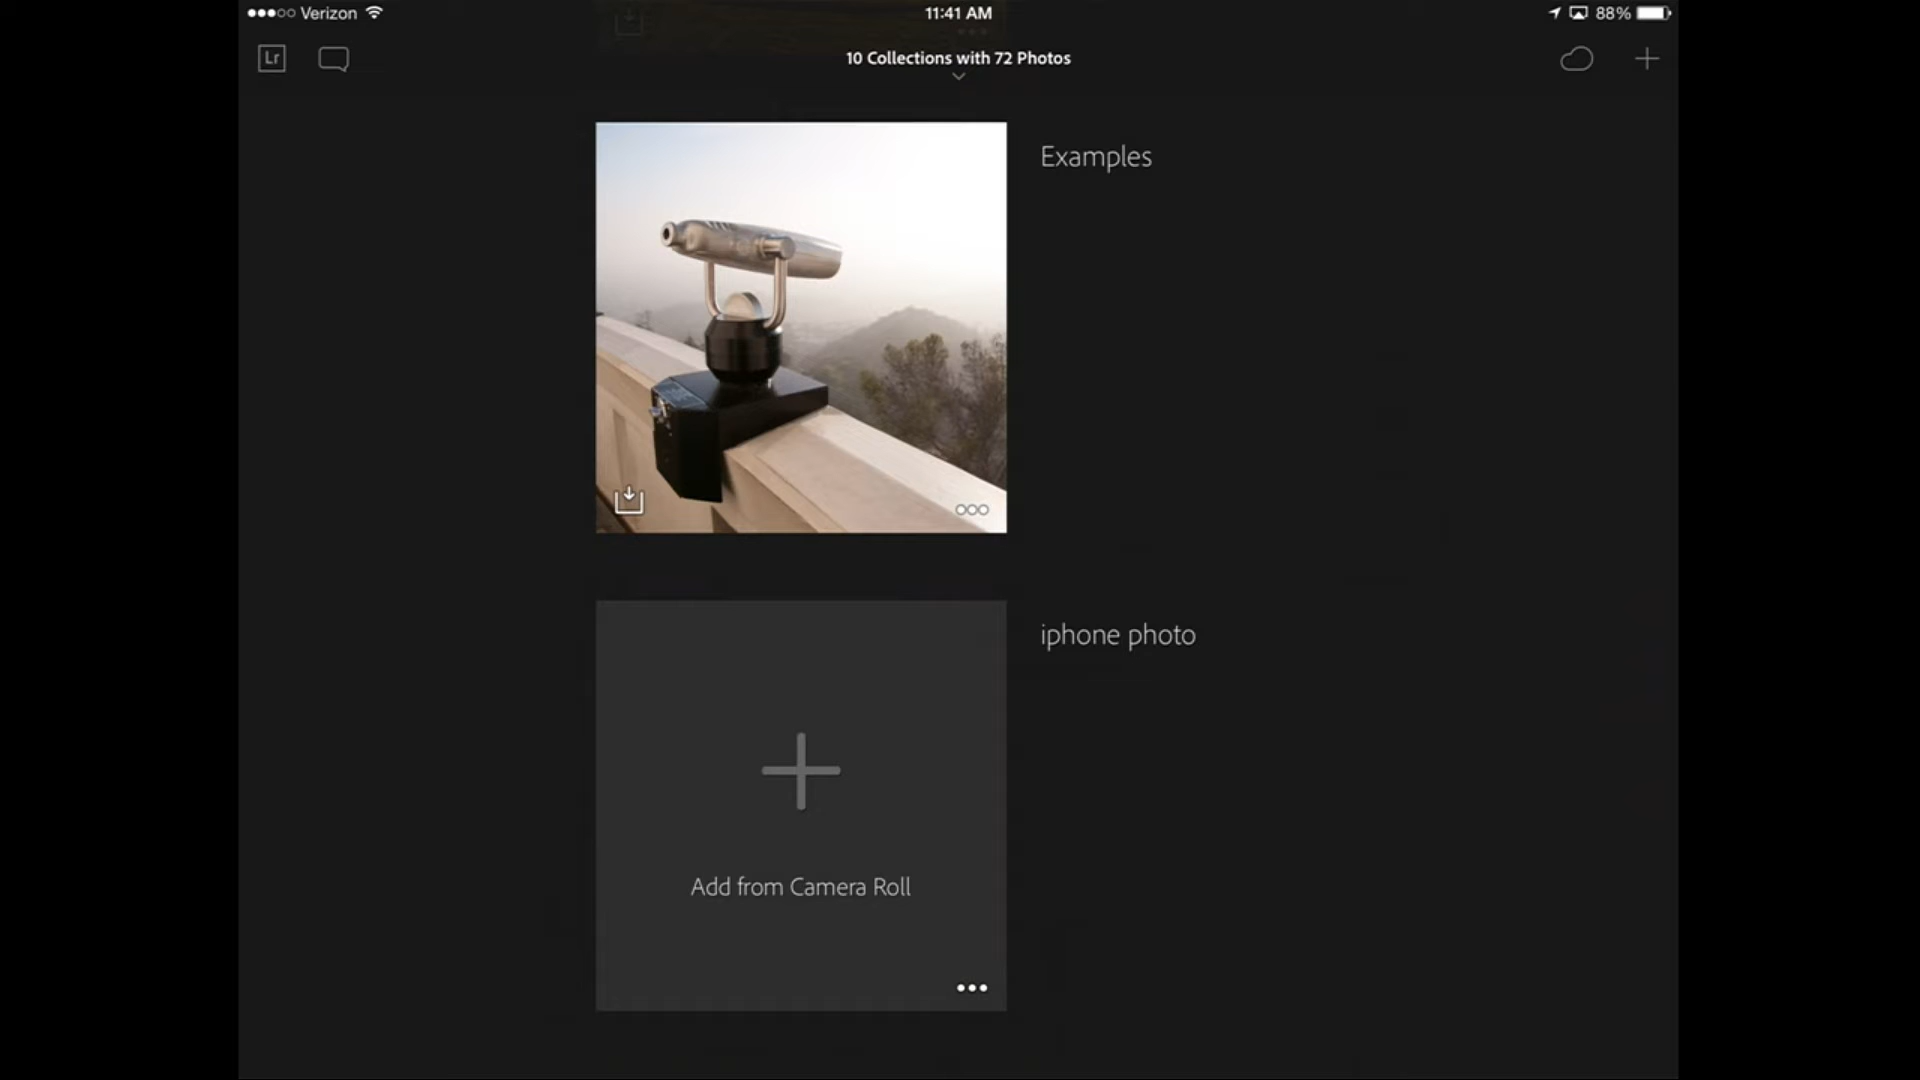 Verizon
11:41 AM
88%
Lr
10 Collections with 72 Photos
Examples
iphone photo
Add from Camera Roll